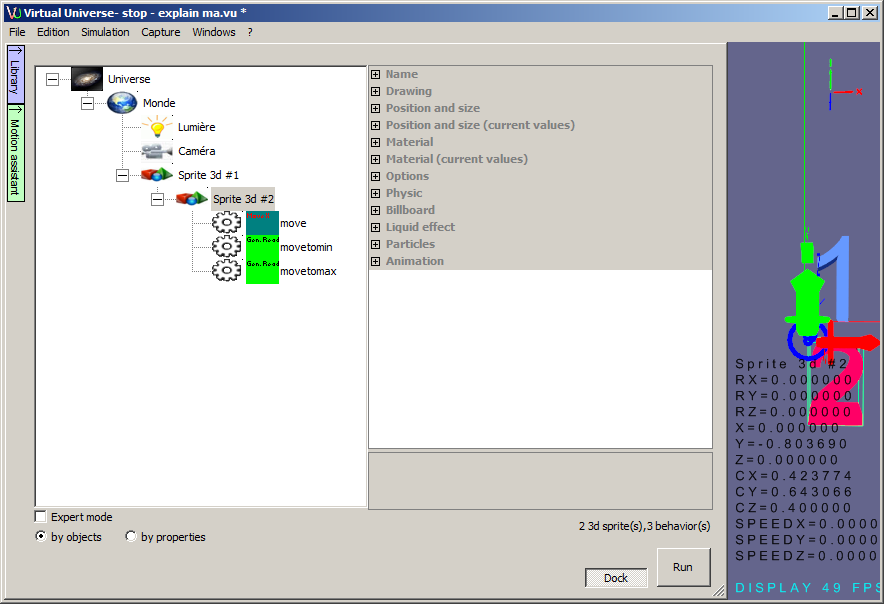 Virtual Universe- stop - explain ma.vu *
File Edition Simulation Capture Windows ?
Library
Motion assistant
Universe
Monde
Lumière
Caméra
Sprite 3d #1
Sprite 3d #2
move
movetomin
movetomax
Name
Drawing
Position and size
Position and size (current values)
Material
Material (current values)
Options
Physic
Billboard
Liquid effect
Particles
Animation
Expert mode
by objects by properties
2 3d sprite(s),3 behavior(s)
Dock
Run
x
1
2
Sprite 3d #2
RX=0.000000
RY=0.000000
RZ=0.000000
X=0.000000
Y=-0.803690
Z=0.000000
CX=0.423774
CY=0.643066
CZ=0.400000
SPEEDX=0.0000
SPEEDY=0.0000
SPEEDZ=0.0000
DISPLAY 49 FPS